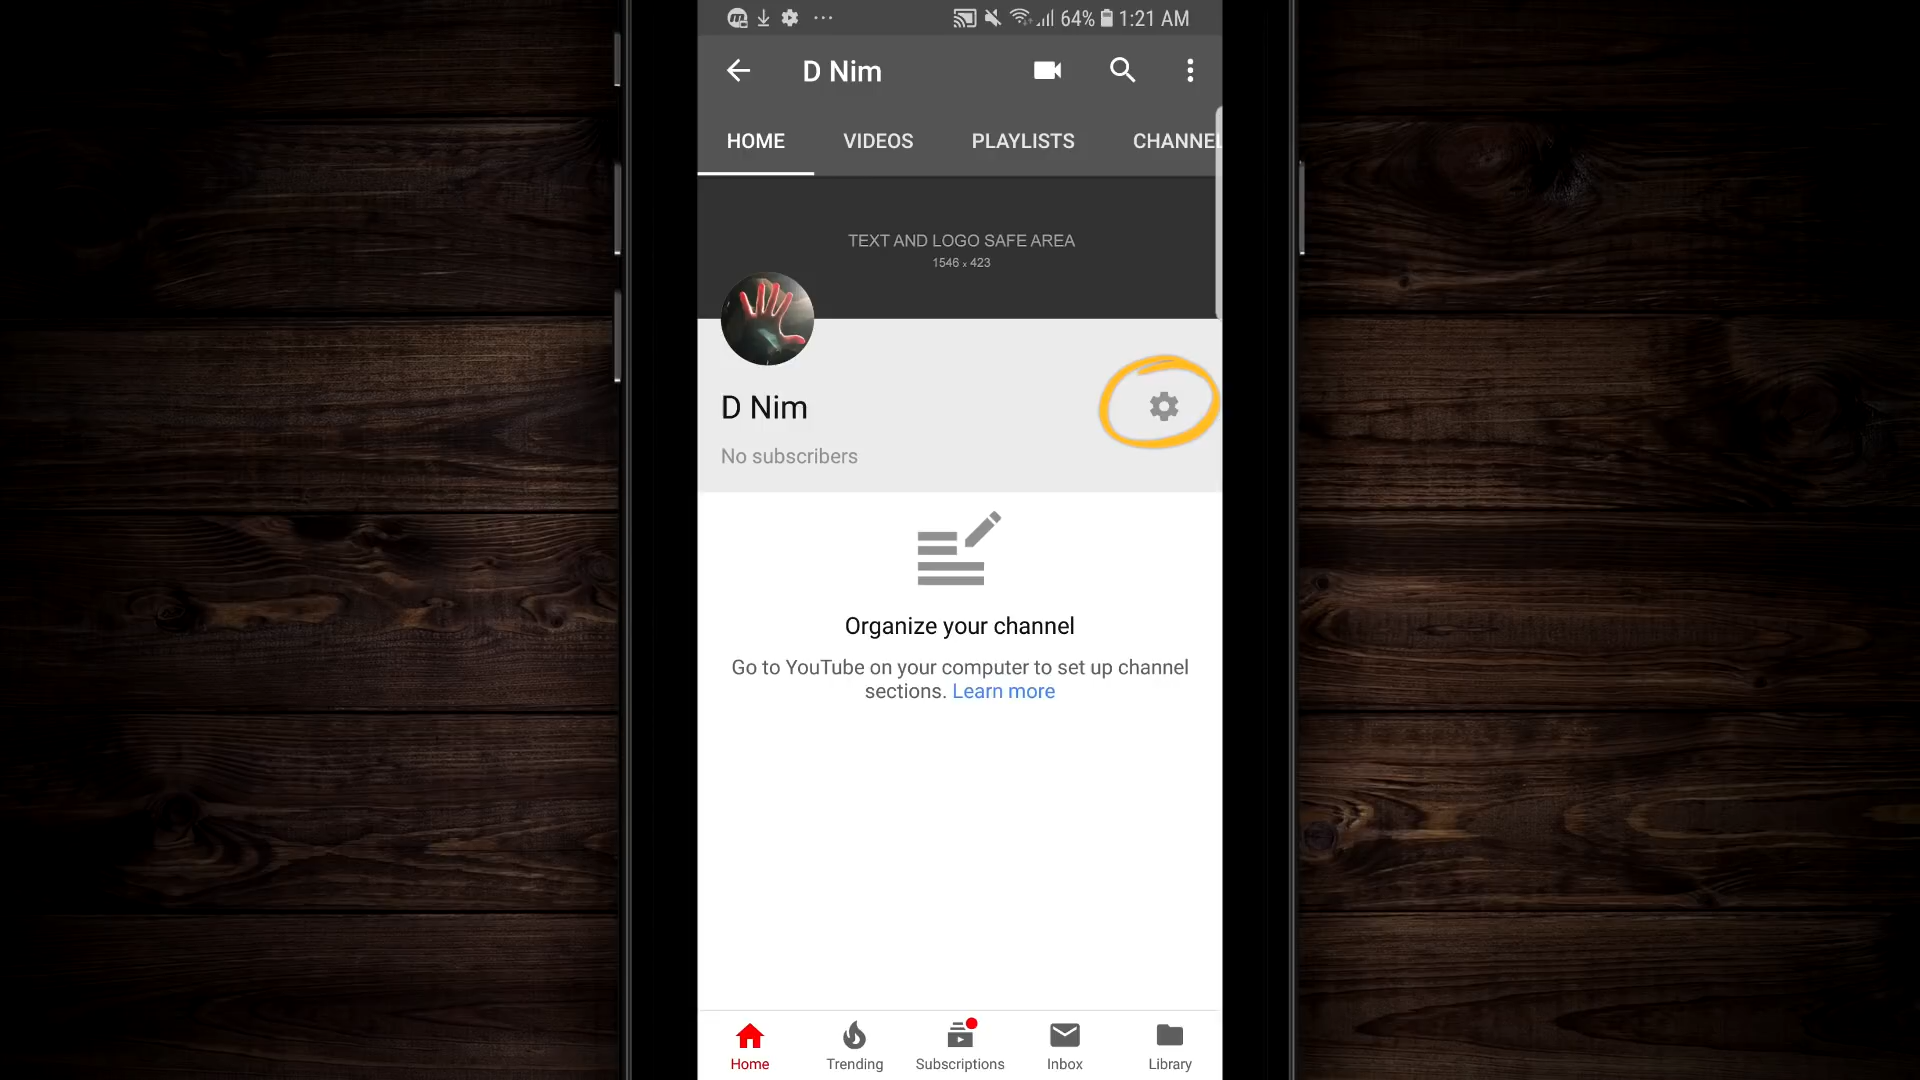 64% 1:21 AM
D Nim
HOME VIDEOS PLAYLISTS CHANNEL
TEXT AND LOGO SAFE AREA
1546 x 423
D Nim
No subscribers
Organize your channel
Go to YouTube on your computer to set up channel
sections. Learn more
Home Trending Subscriptions Inbox Library